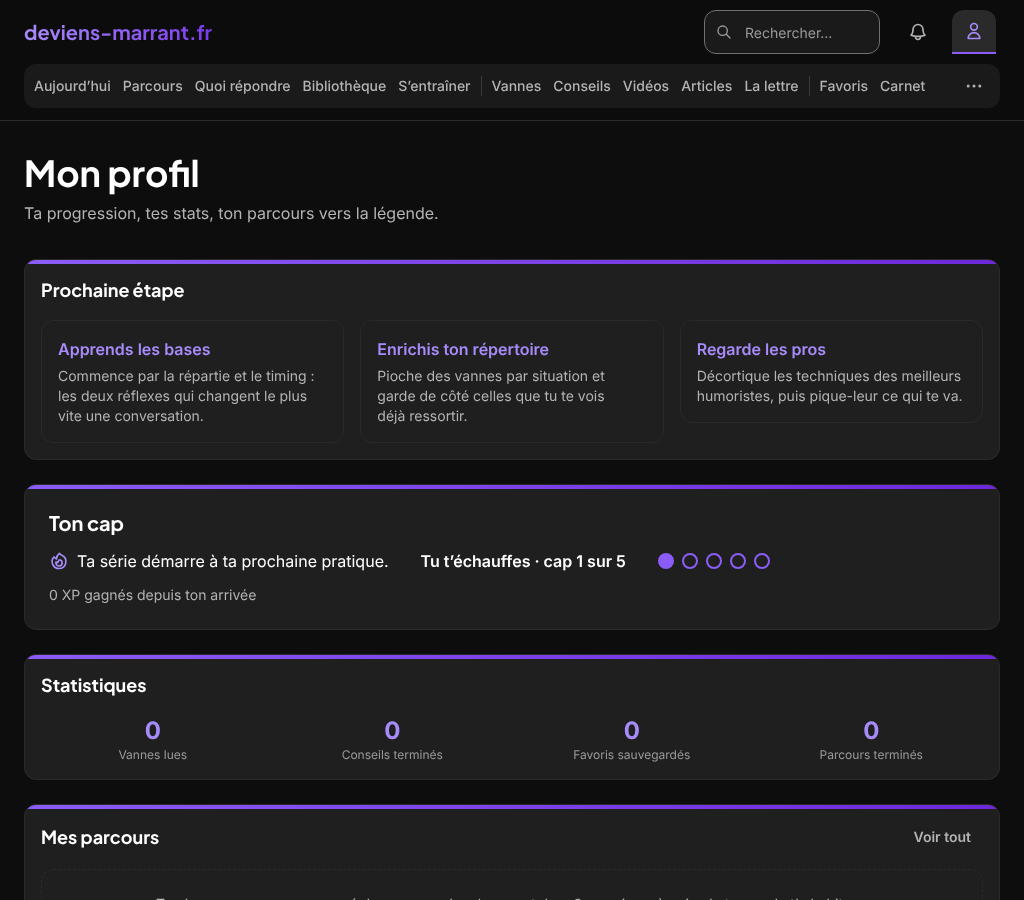 deviens-marrant.fr
Rechercher...
Aujourd’hui Parcours Quoi répondre Bibliothèque S’entraîner Vannes Conseils Vidéos Articles La lettre Favoris Carnet ···
Mon profil
Ta progression, tes stats, ton parcours vers la légende.
Prochaine étape
Apprends les bases
Commence par la répartie et le timing :
les deux réflexes qui changent le plus
vite une conversation.
Enrichis ton répertoire
Pioche des vannes par situation et
garde de côté celles que tu te vois
déjà ressortir.
Regarde les pros
Décortique les techniques des meilleurs
humoristes, puis pique-leur ce qui te va.
Ton cap
Ta série démarre à ta prochaine pratique.
Tu t’échauffes · cap 1 sur 5
0 XP gagnés depuis ton arrivée
Statistiques
0
Vannes lues
0
Conseils terminés
0
Favoris sauvegardés
0
Parcours terminés
Mes parcours
Voir tout